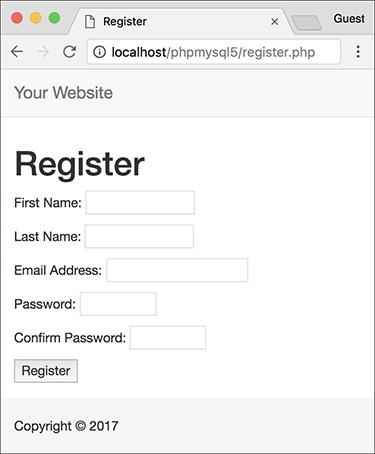 Register
Guest
localhost/phpmysql5/register.php
Your Website
Register
First Name:
Last Name:
Email Address:
Password:
Confirm Password:
Register
Copyright © 2017